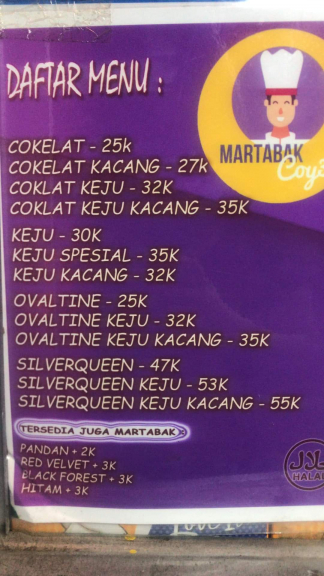 DAFTAR MENU :
MARTABAK
COKELAT - 25k
COKELAT KACANG - 27k
COKLAT KEJU - 32K
COKLAT KEJU KACANG - 35K
KEJU - 30K
KEJU SPESIAL - 35K
KEJU KACANG - 32K
OVALTINE - 25K
OVALTINE KEJU - 32K
OVALTINE KEJU KACANG - 35K
SILVERQUEEN - 47K
SILVERQUEEN KEJU - 53K
SILVERQUEEN KEJU KACANG - 55K
TERSEDIA JUGA MARTABAK
PANDAN + 2K
RED VELVET + 3K
BLACK FOREST + 3K
HITAM + 3K
حلال
HALAL